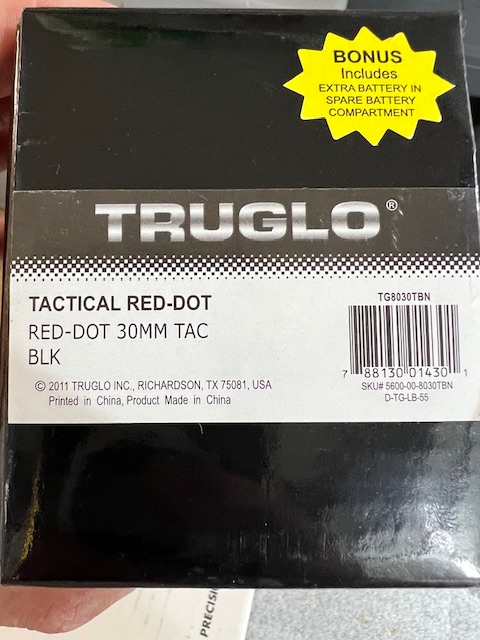 BONUS
Includes
EXTRA BATTERY IN
SPARE BATTERY
COMPARTMENT
TRUGLO®
TACTICAL RED-DOT
RED-DOT 30MM TAC
BLK
© 2011 TRUGLO INC., RICHARDSON, TX 75081, USA
Printed in China, Product Made in China
TG8030TBN
7 88130 01430 1
SKU# 5600-00-8030TBN
D-TG-LB-55
PRECISI